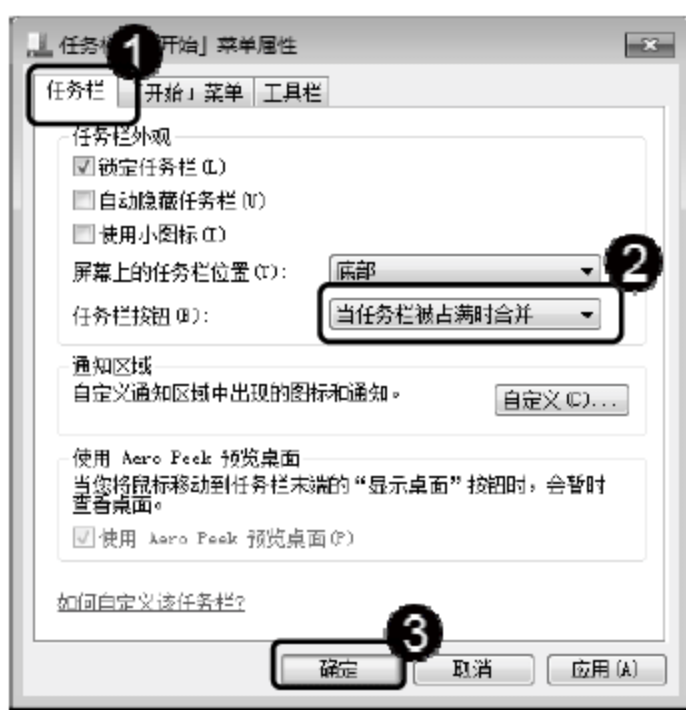 任务栏「开始」菜单属性
1
任务栏 「开始」菜单 工具栏
任务栏外观
锁定任务栏(L)
自动隐藏任务栏(U)
使用小图标(I)
屏幕上的任务栏位置(T): 底部
2
任务栏按钮(B): 当任务栏被占满时合并
通知区域
自定义通知区域中出现的图标和通知。 自定义(C)...
使用 Aero Peek 预览桌面
当您将鼠标移动到任务栏末端的“显示桌面”按钮时，会暂时
查看桌面。
使用 Aero Peek 预览桌面(P)
如何自定义该任务栏?
3
确定 取消 应用(A)